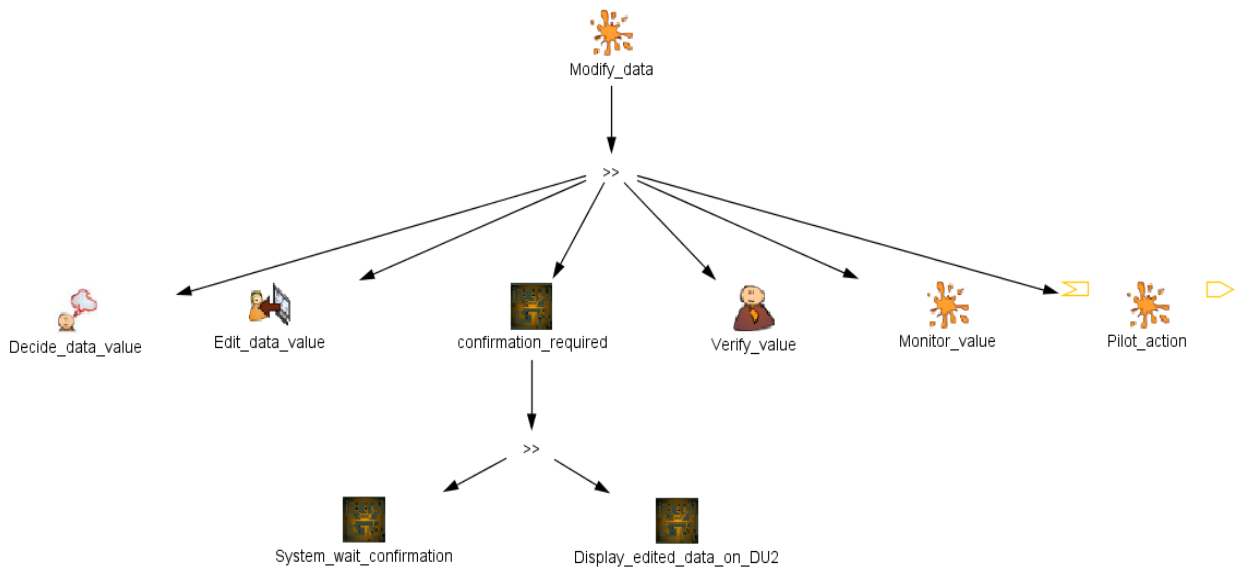 Modify_data
>>
Decide_data_value
Edit_data_value
confirmation_required
Verify_value
Monitor_value
Pilot_action
>>
System_wait_confirmation
Display_edited_data_on_DU2